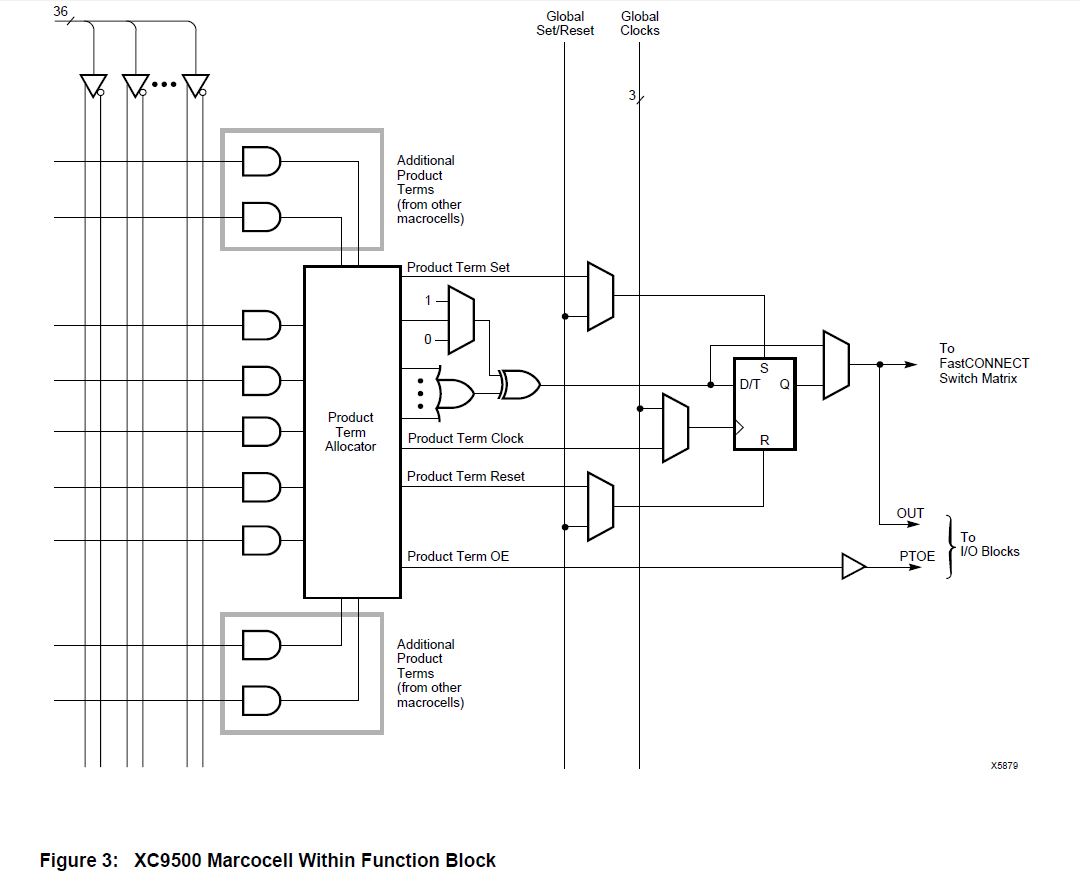 36
Global
Set/Reset
Global
Clocks
3
Additional
Product
Terms
(from other
macrocells)
Product Term Set
1
0
Product
Term
Allocator
S
D/T Q
R
To
FastCONNECT
Switch Matrix
Product Term Clock
Product Term Reset
OUT
To
I/O Blocks
Product Term OE
PTOE
Additional
Product
Terms
(from other
macrocells)
X5879
Figure 3: XC9500 Marcocell Within Function Block